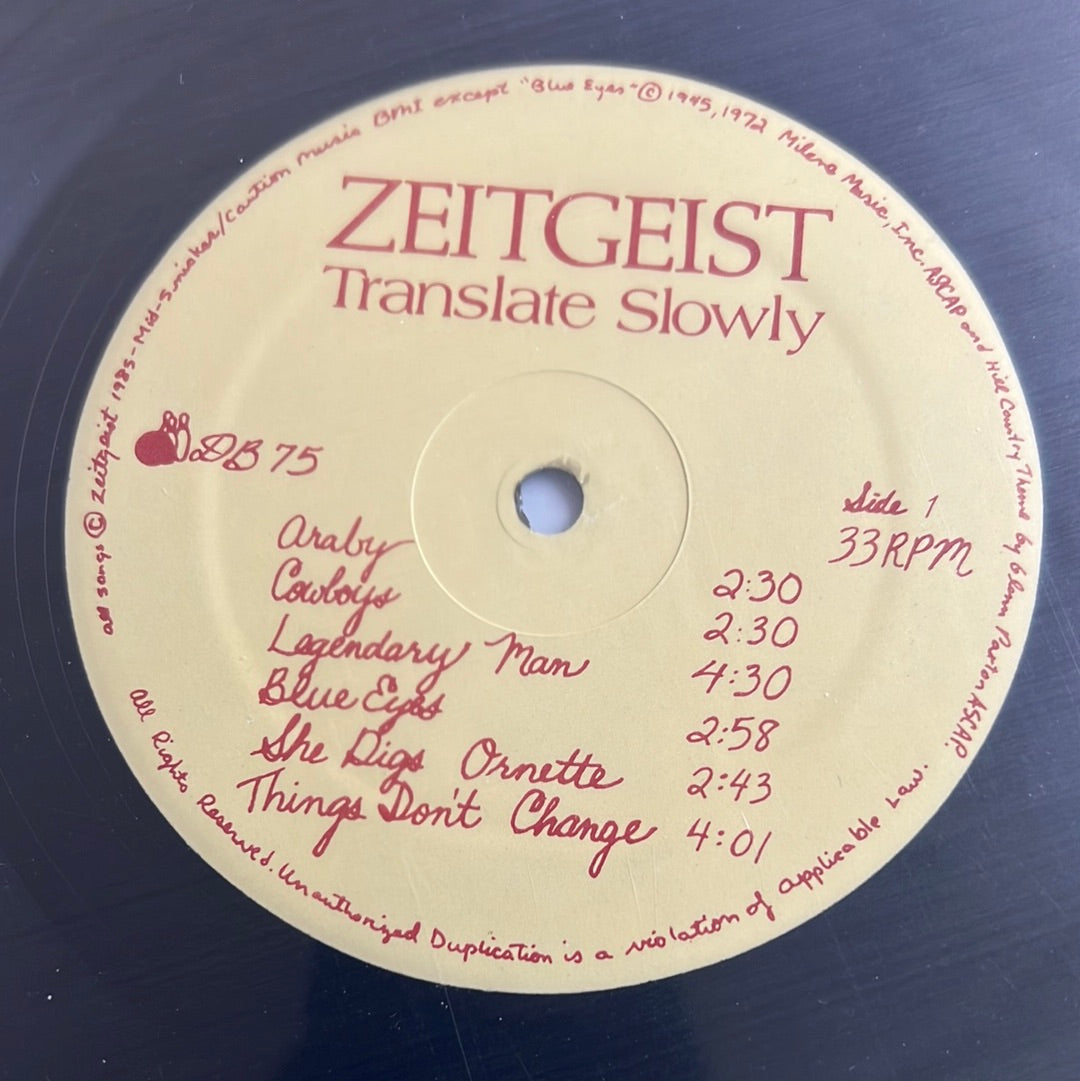 all songs © Zeitgeist 1985-Mid-Smisker/Caution Music BMI except "Blue Eyes" © 1945, 1972 Milene Music, Inc. ASCAP and Hill Country Theme by Glenn Paxton ASCAP.
ZEITGEIST
Translate Slowly
DB 75
Side 1
33RPM
Araby 2:30
Cowboys 2:30
Legendary Man 4:30
Blue Eyes 2:58
She Digs Ornette 2:43
Things Don't Change 4:01
All Rights Reserved. Unauthorized Duplication is a violation of applicable Law.